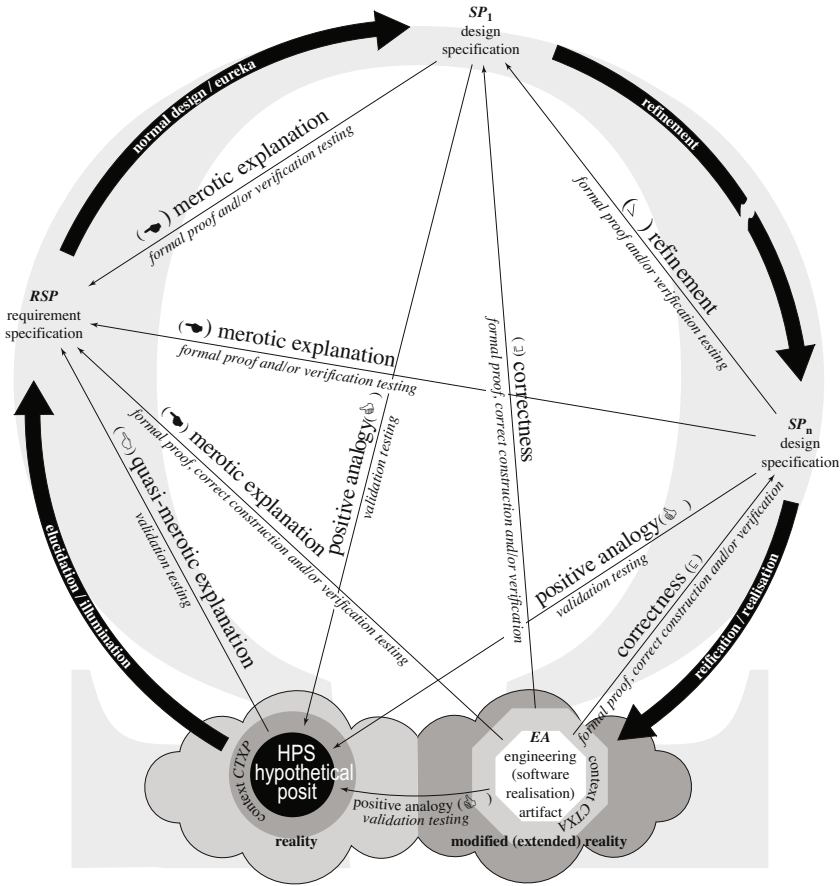 SP1
design
specification
normal design / eureka
refinement
(☚) merotic explanation
formal proof and/or verification testing
(≥) refinement
formal proof and/or verification testing
RSP
requirement
specification
(☚) merotic explanation
formal proof and/or verification testing
(⊇) correctness
formal proof, correct construction and/or verification
positive analogy
validation testing
SPn
design
specification
(☚) merotic explanation
formal proof, correct construction and/or verification testing
(☜) quasi-merotic explanation
validation testing
positive analogy
validation testing
correctness (⊆)
formal proof, correct construction and/or verification
elucidation / illumination
reification / realisation
HPS
hypothetical
posit
context CTXP
reality
EA
engineering
(software
realisation)
artifact
context CTXA
positive analogy
validation testing
modified (extended) reality